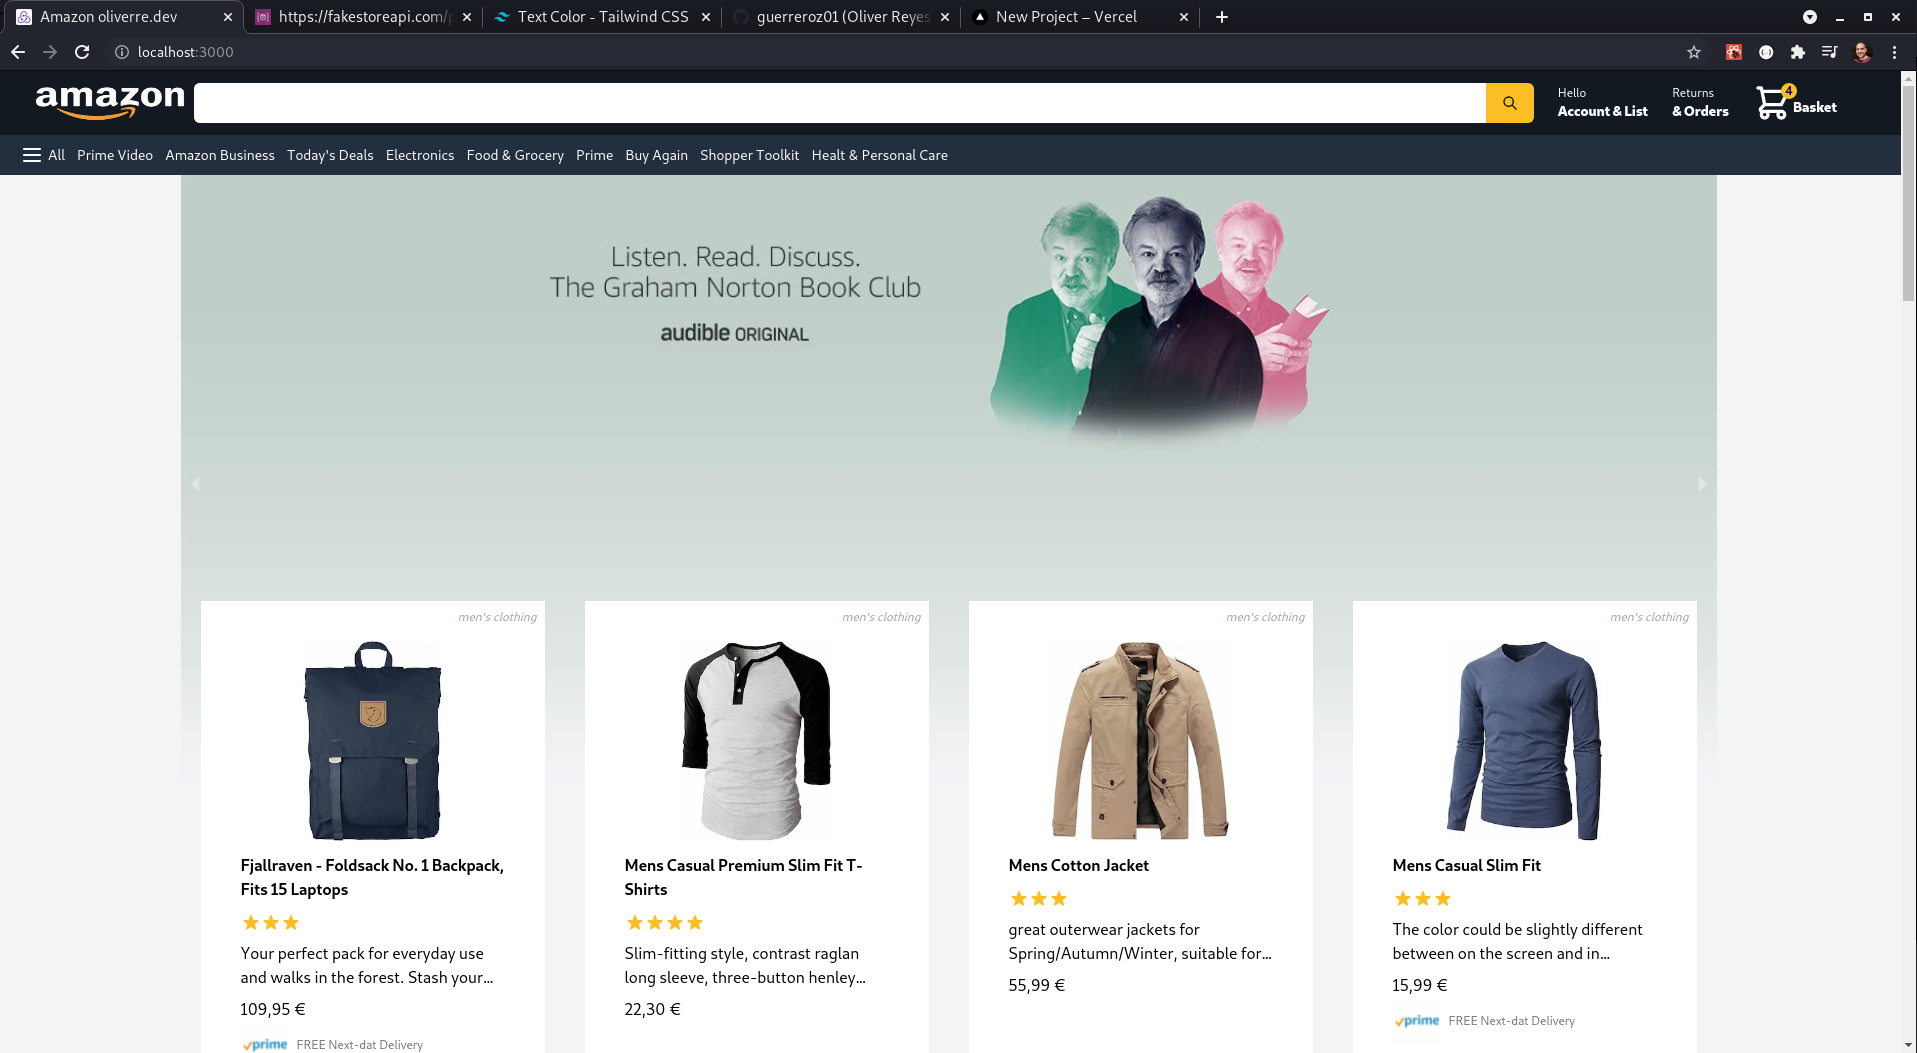 Amazon oliverre.dev
https://fakestoreapi.com/p
Text Color - Tailwind CSS
guerreroz01 (Oliver Reyes
New Project – Vercel
localhost:3000
amazon
Hello
Account & List
Returns
& Orders
4
Basket
All Prime Video Amazon Business Today's Deals Electronics Food & Grocery Prime Buy Again Shopper Toolkit Healt & Personal Care
Listen. Read. Discuss.
The Graham Norton Book Club
audible ORIGINAL
men's clothing
Fjallraven - Foldsack No. 1 Backpack,
Fits 15 Laptops
Your perfect pack for everyday use
and walks in the forest. Stash your...
109,95 €
prime FREE Next-dat Delivery
men's clothing
Mens Casual Premium Slim Fit T-
Shirts
Slim-fitting style, contrast raglan
long sleeve, three-button henley...
22,30 €
men's clothing
Mens Cotton Jacket
great outerwear jackets for
Spring/Autumn/Winter, suitable for...
55,99 €
men's clothing
Mens Casual Slim Fit
The color could be slightly different
between on the screen and in...
15,99 €
prime FREE Next-dat Delivery